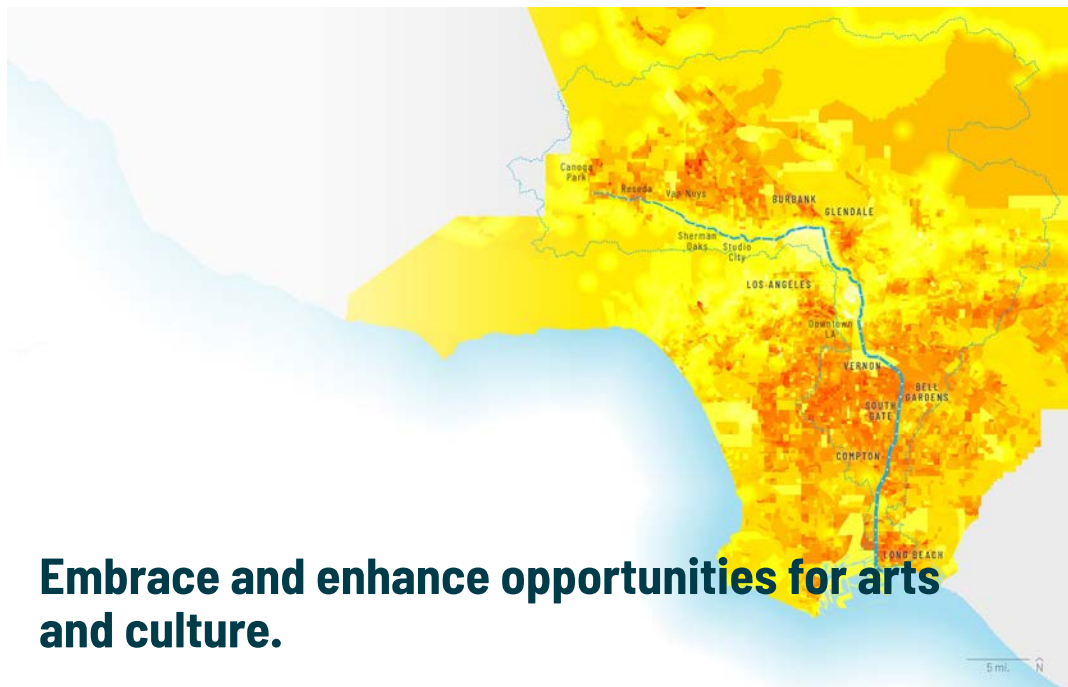 Canoga
Park
Reseda
Van Nuys
BURBANK
GLENDALE
Sherman
Oaks
Studio
City
LOS ANGELES
Downtown
LA
VERNON
BELL
GARDENS
SOUTH
GATE
COMPTON
LONG BEACH
Embrace and enhance opportunities for arts
and culture.
5 mi.
N